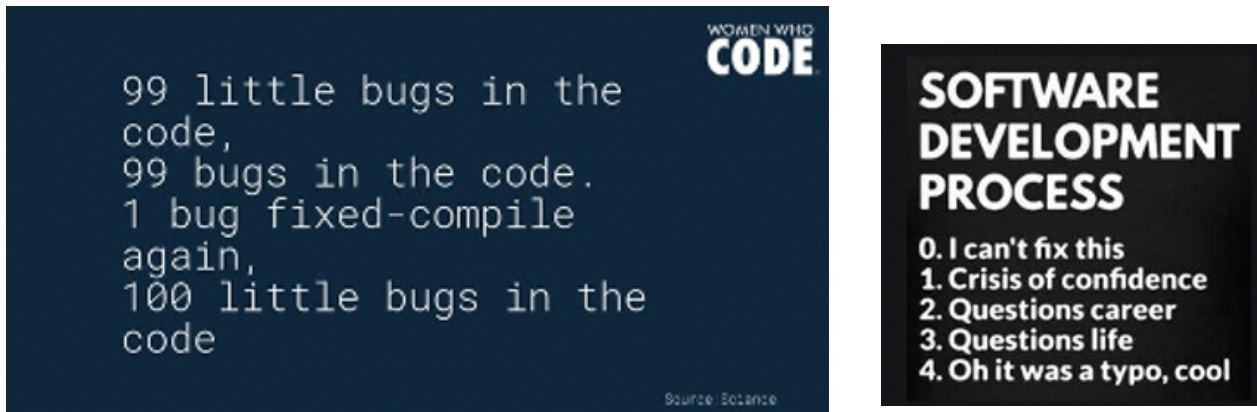 WOMEN WHO
CODE
99 little bugs in the
code,
99 bugs in the code.
1 bug fixed-compile
again,
100 little bugs in the
code
Source:Science
SOFTWARE
DEVELOPMENT
PROCESS
0. I can't fix this
1. Crisis of confidence
2. Questions career
3. Questions life
4. Oh it was a typo, cool